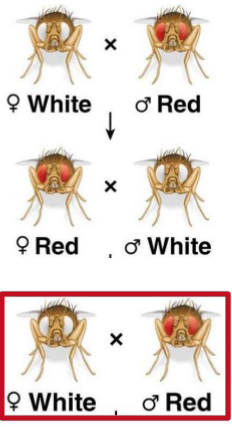 ×
♀ White ♂ Red
×
♀ Red . ♂ White
×
♀ White . ♂ Red